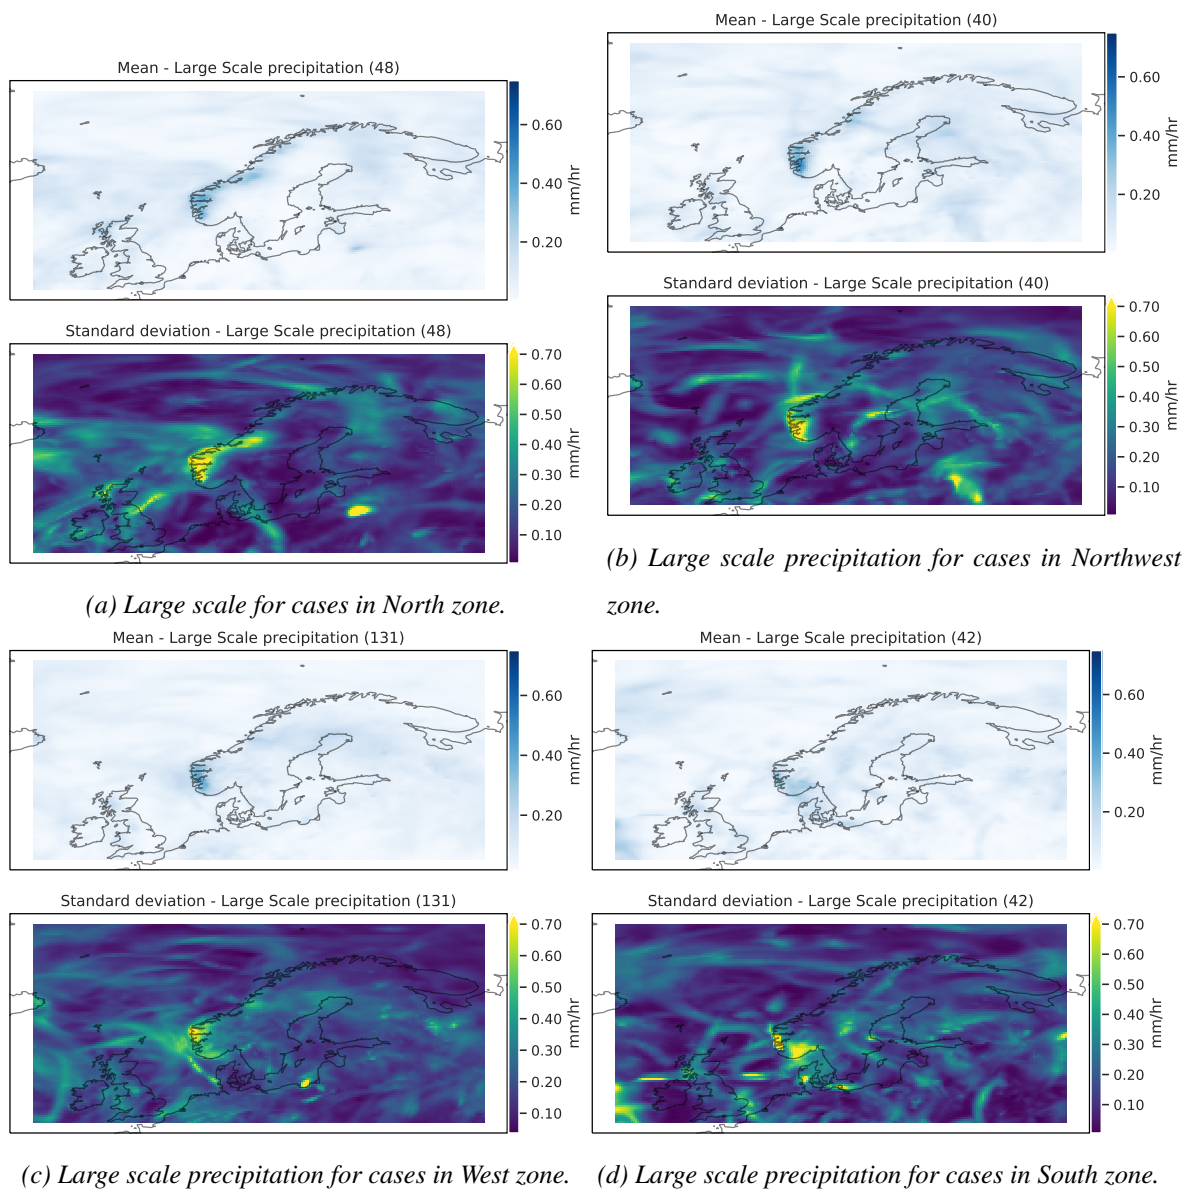 Mean - Large Scale precipitation (48)
0.60
0.40
0.20
mm/hr
Standard deviation - Large Scale precipitation (48)
0.70
0.60
0.50
0.40
0.30
0.20
0.10
mm/hr
(a) Large scale for cases in North zone.
Mean - Large Scale precipitation (40)
0.60
0.40
0.20
mm/hr
Standard deviation - Large Scale precipitation (40)
0.70
0.60
0.50
0.40
0.30
0.20
0.10
mm/hr
(b) Large scale precipitation for cases in Northwest
zone.
Mean - Large Scale precipitation (131)
0.60
0.40
0.20
mm/hr
Standard deviation - Large Scale precipitation (131)
0.70
0.60
0.50
0.40
0.30
0.20
0.10
mm/hr
(c) Large scale precipitation for cases in West zone.
Mean - Large Scale precipitation (42)
0.60
0.40
0.20
mm/hr
Standard deviation - Large Scale precipitation (42)
0.70
0.60
0.50
0.40
0.30
0.20
0.10
mm/hr
(d) Large scale precipitation for cases in South zone.